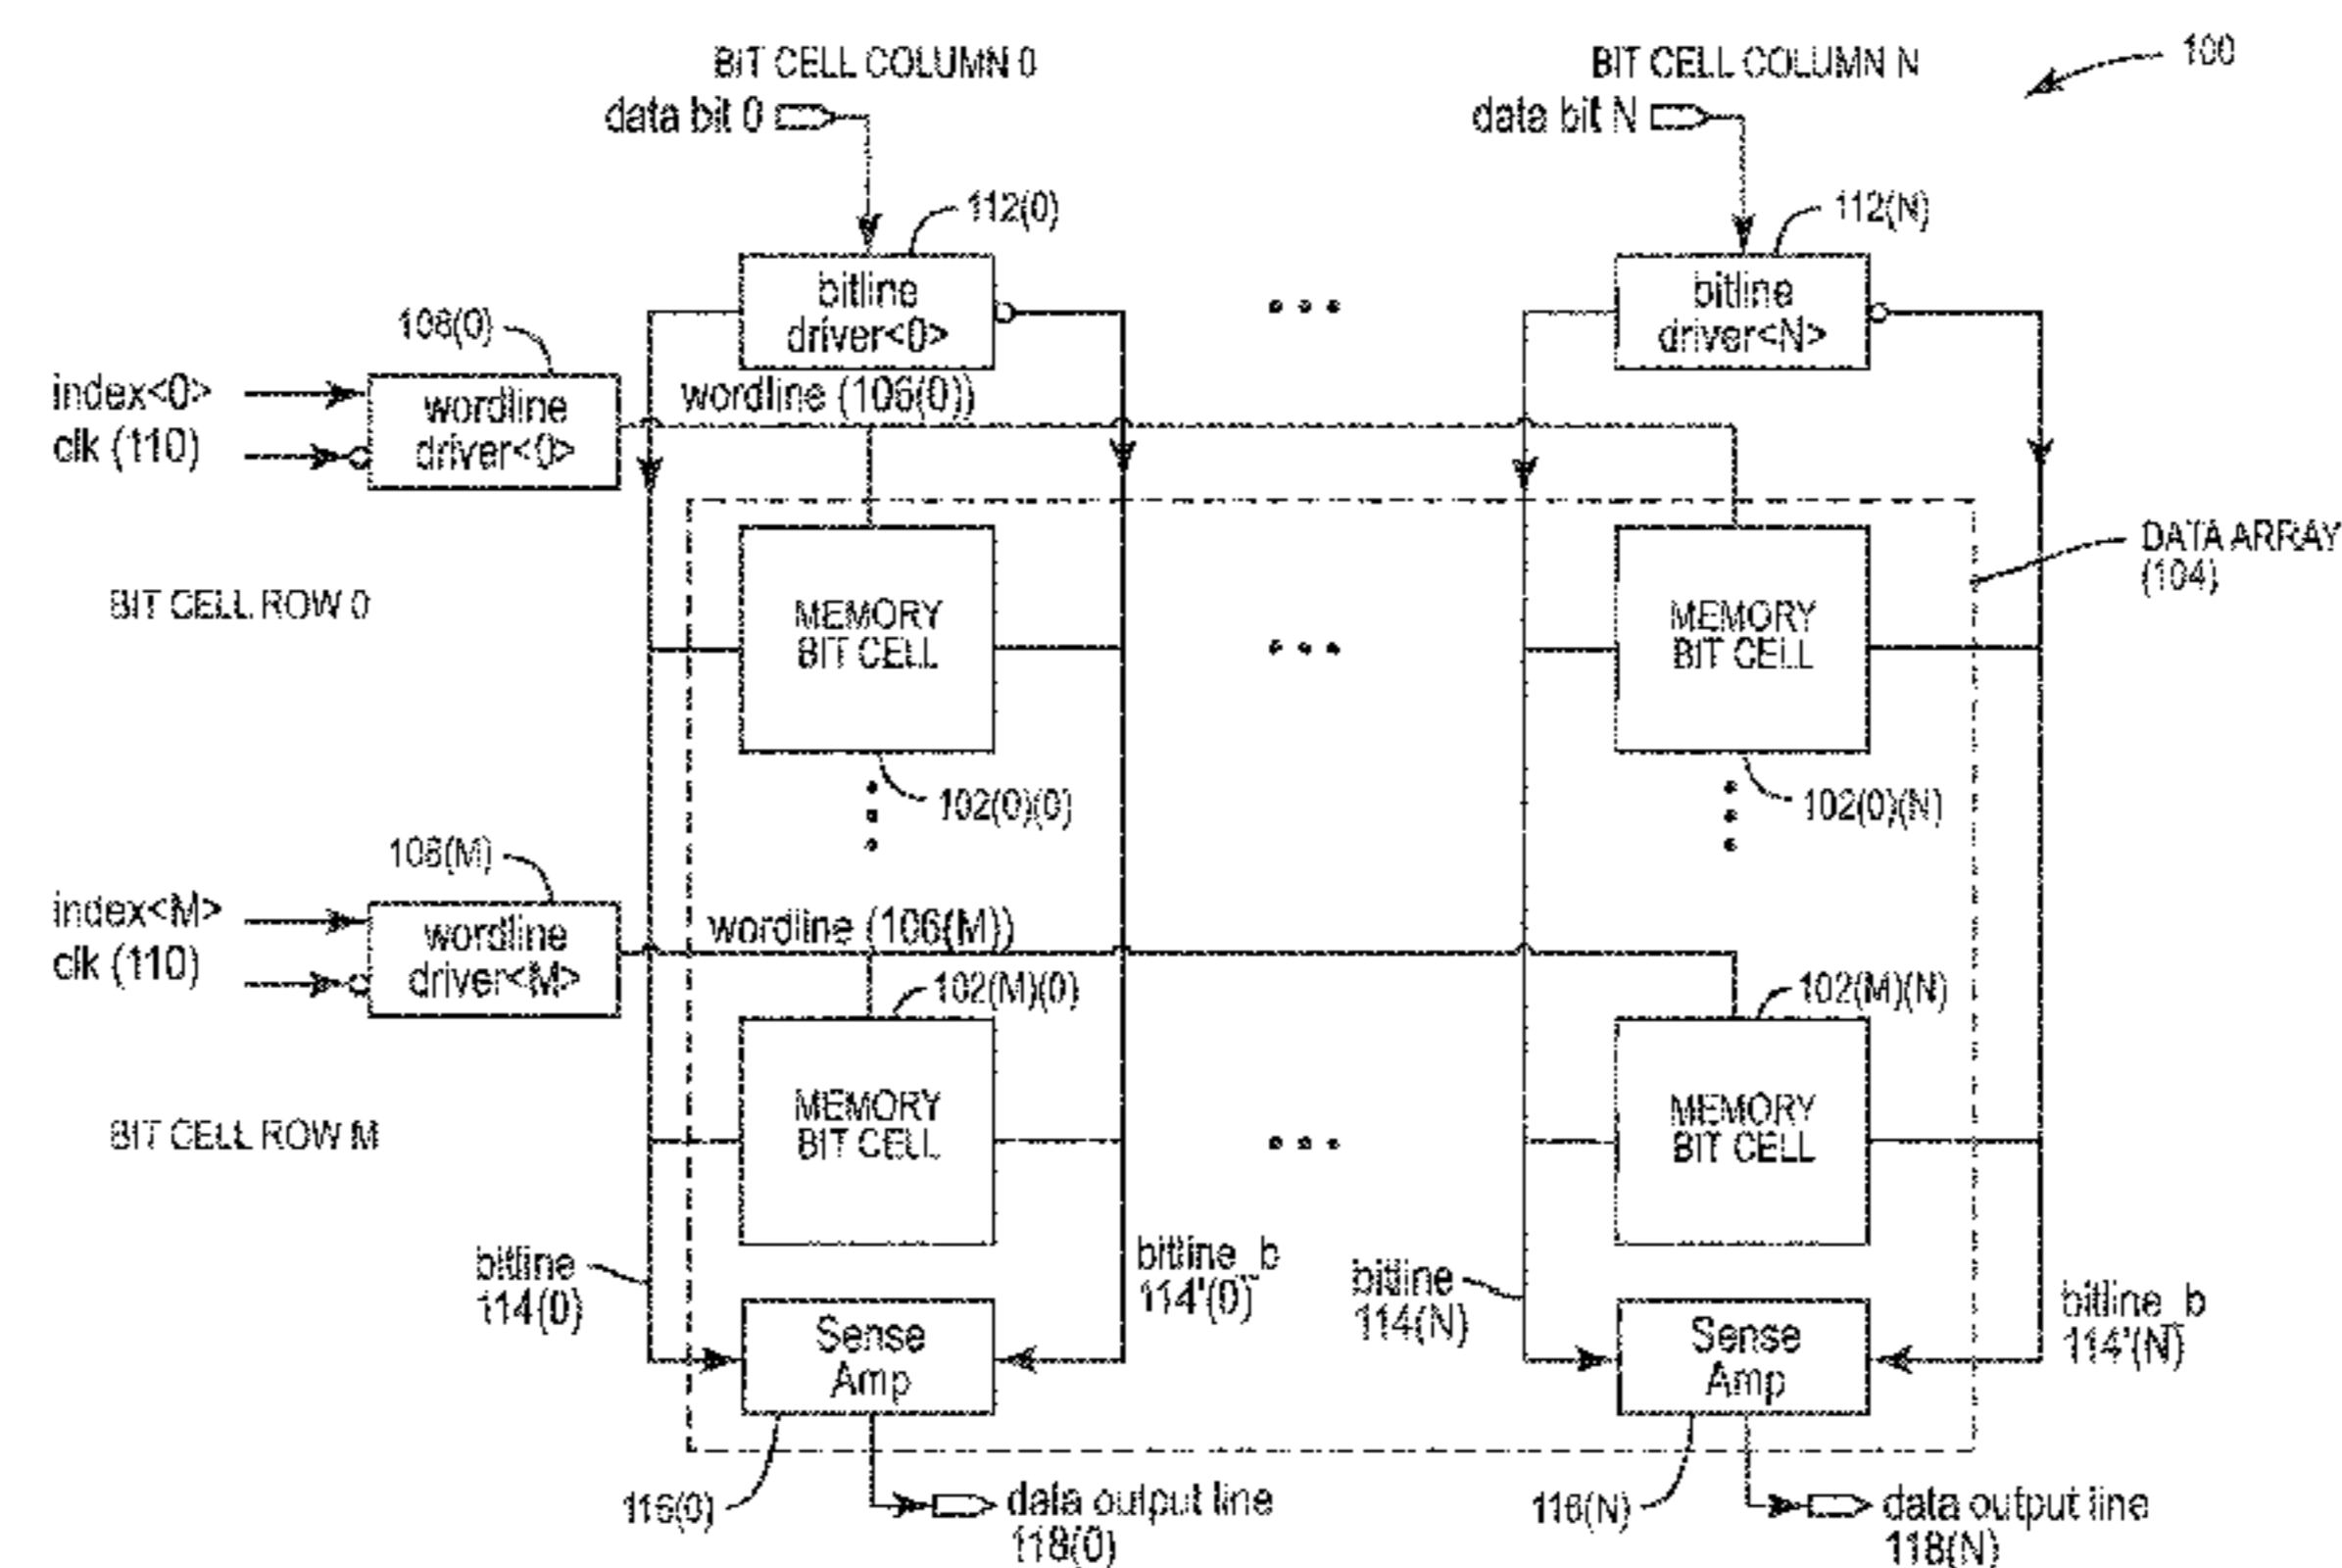 BIT CELL COLUMN 0
BIT CELL COLUMN N
100
data bit 0
data bit N
112(0)
112(N)
bitline
driver<0>
bitline
driver<N>
108(0)
index<0>
clk (110)
wordline
driver<0>
wordline (106(0))
DATA ARRAY
(104)
BIT CELL ROW 0
MEMORY
BIT CELL
MEMORY
BIT CELL
102(0)(0)
102(0)(N)
108(M)
index<M>
clk (110)
wordline
driver<M>
wordline (106(M))
102(M)(0)
102(M)(N)
BIT CELL ROW M
MEMORY
BIT CELL
MEMORY
BIT CELL
bitline
114(0)
bitline_b
114'(0)
bitline
114(N)
bitline_b
114'(N)
Sense
Amp
Sense
Amp
116(0)
data output line
118(0)
116(N)
data output line
118(N)